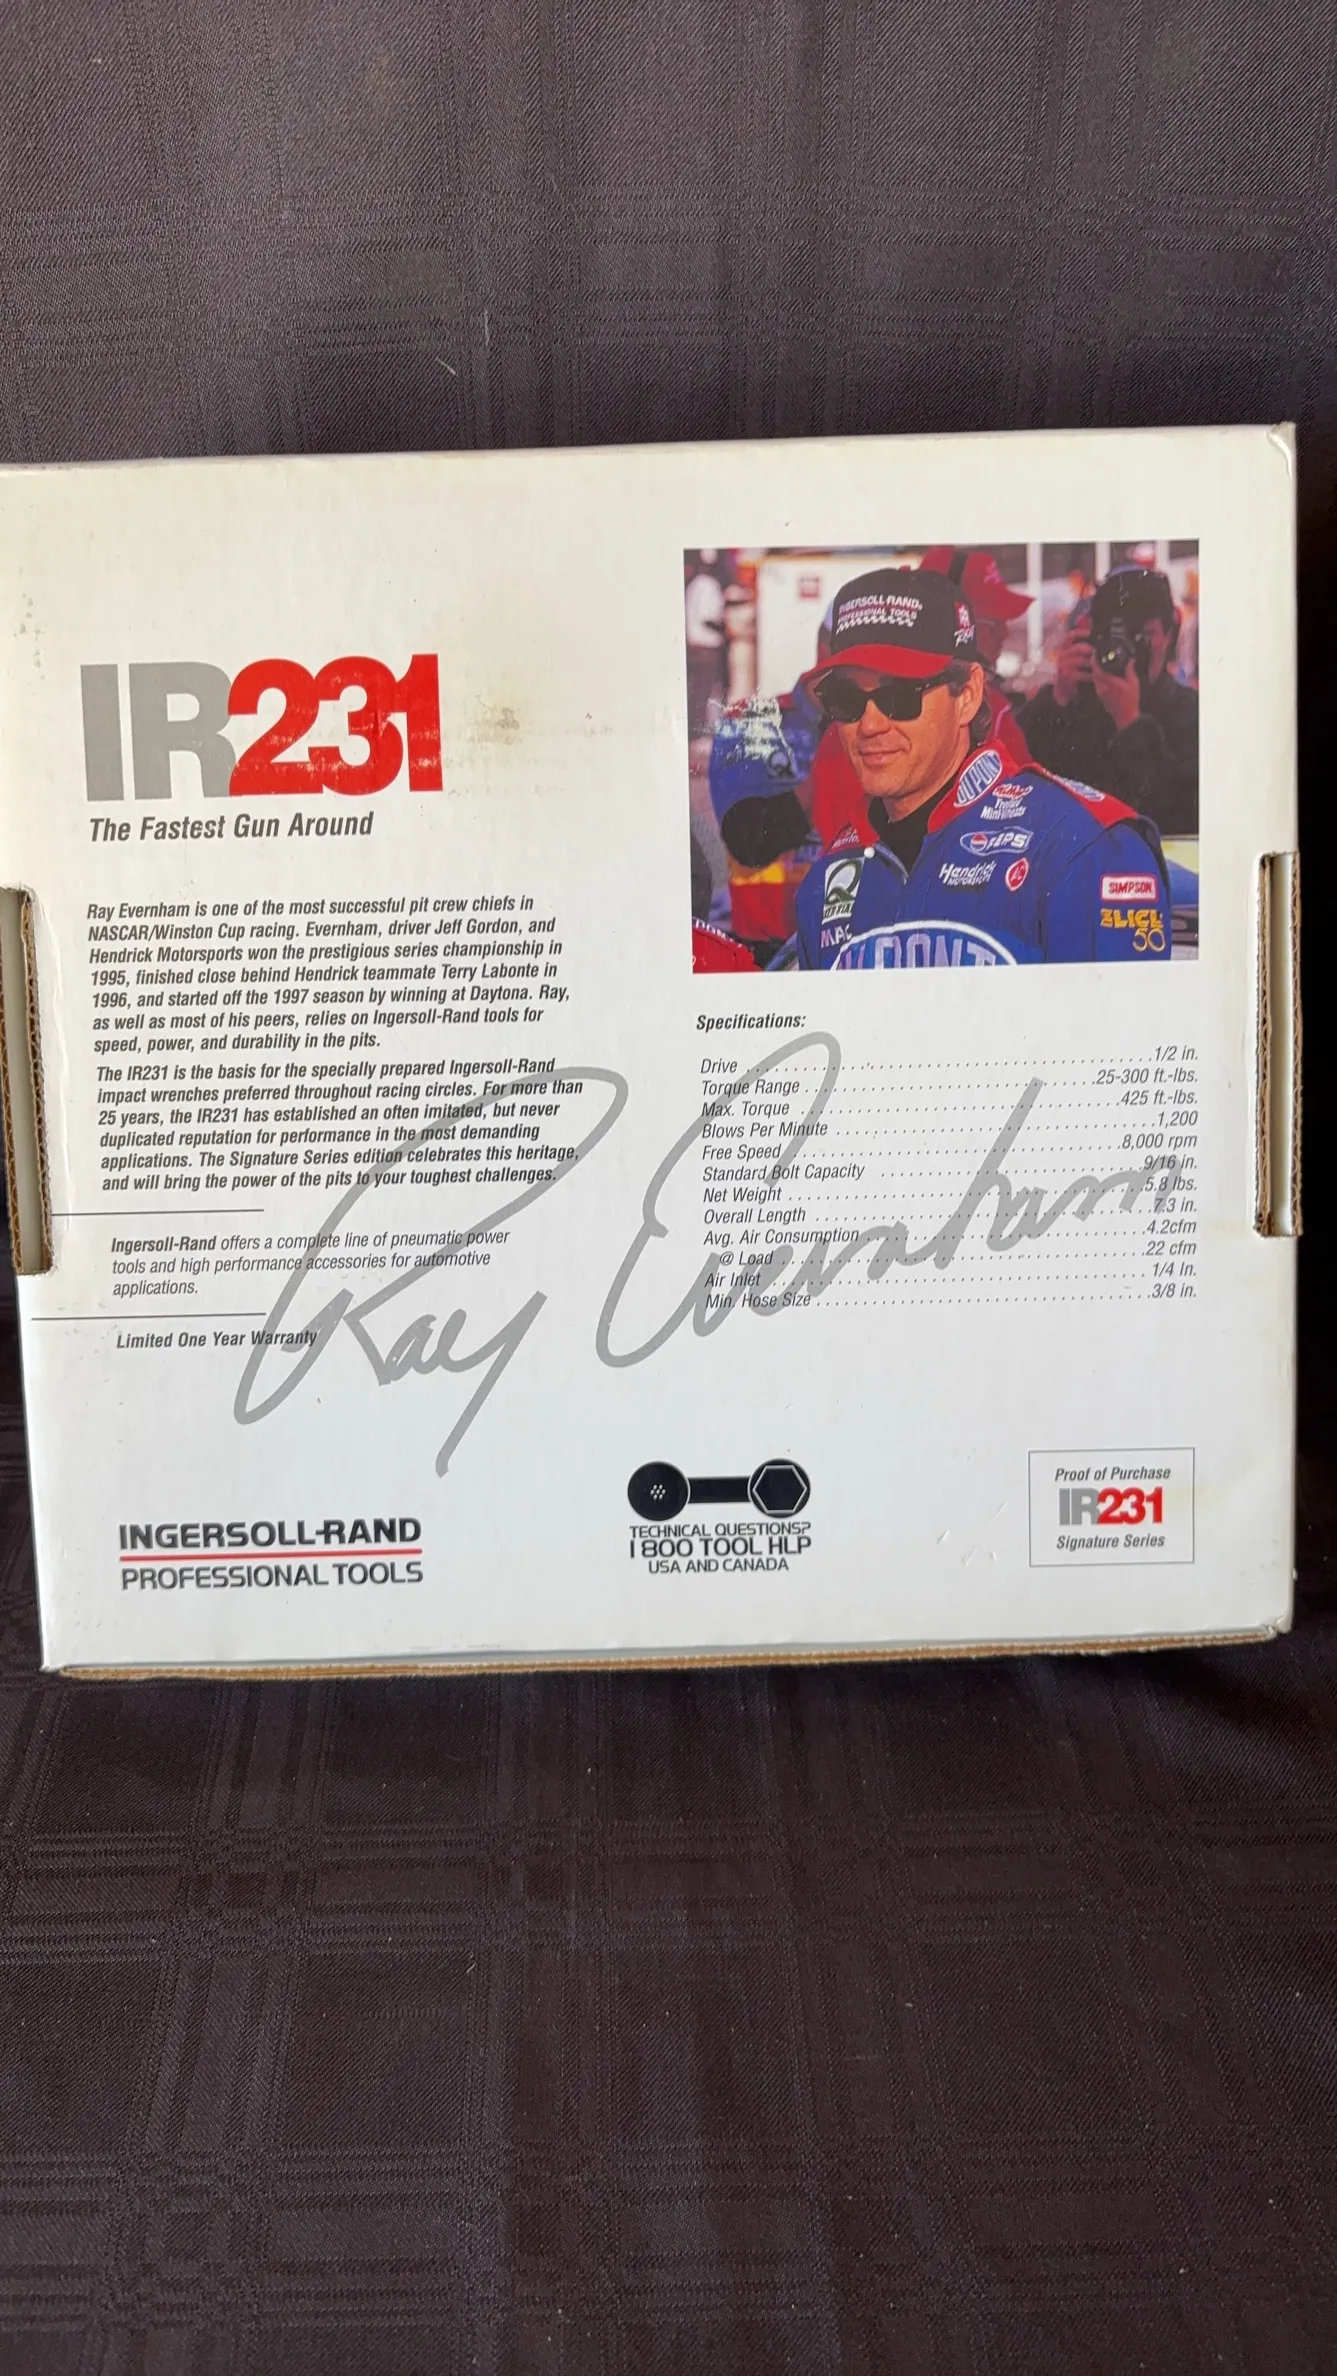 IR231
The Fastest Gun Around
Ray Evernham is one of the most successful pit crew chiefs in
NASCAR/Winston Cup racing. Evernham, driver Jeff Gordon, and
Hendrick Motorsports won the prestigious series championship in
1995, finished close behind Hendrick teammate Terry Labonte in
1996, and started off the 1997 season by winning at Daytona. Ray,
as well as most of his peers, relies on Ingersoll-Rand tools for
speed, power, and durability in the pits.
The IR231 is the basis for the specially prepared Ingersoll-Rand
impact wrenches preferred throughout racing circles. For more than
25 years, the IR231 has established an often imitated, but never
duplicated reputation for performance in the most demanding
applications. The Signature Series edition celebrates this heritage,
and will bring the power of the pits to your toughest challenges.
Ingersoll-Rand offers a complete line of pneumatic power
tools and high performance accessories for automotive
applications.
Limited One Year Warranty
Ray Evernham
INGERSOLL-RAND
PROFESSIONAL TOOLS
INGERSOLL-RAND
PROFESSIONAL TOOLS
Ray
DUPONT
PEPSI
Hendrick
MOTORSPORTS
AC
SIMPSON
SLICK
50
MAC
DUPONT
Specifications:
Drive 1/2 in.
Torque Range 25-300 ft.-lbs.
Max. Torque 425 ft.-lbs.
Blows Per Minute 1,200
Free Speed 8,000 rpm
Standard Bolt Capacity 9/16 in.
Net Weight 5.8 lbs.
Overall Length 7.3 in.
Avg. Air Consumption 4.2cfm
@ Load 22 cfm
Air Inlet 1/4 In.
Min. Hose Size 3/8 in.
TECHNICAL QUESTIONS?
1 800 TOOL HLP
USA AND CANADA
Proof of Purchase
IR231
Signature Series